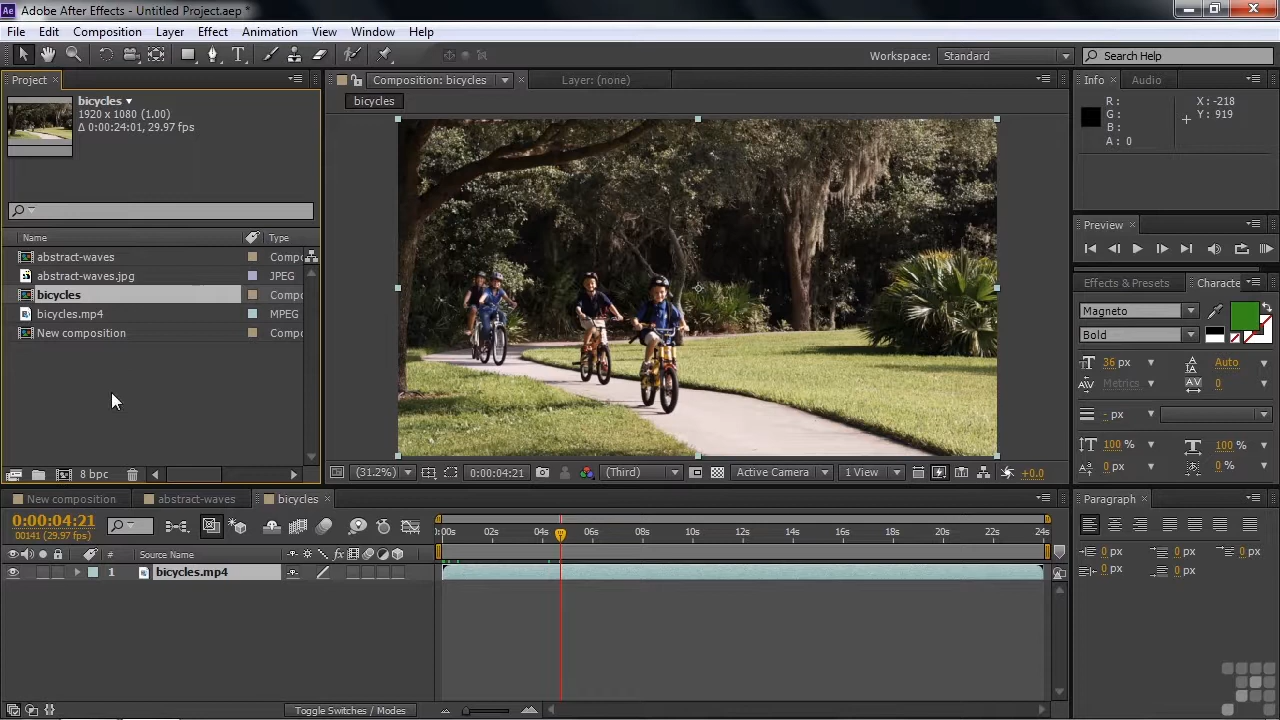 Ae Adobe After Effects - Untitled Project.aep *
File Edit Composition Layer Effect Animation View Window Help
Workspace: Standard Search Help
Project
bicycles
1920 x 1080 (1.00)
Δ 0:00:24:01, 29.97 fps
Name Type
abstract-waves Compo
abstract-waves.jpg JPEG
bicycles Compo
bicycles.mp4 MPEG
New composition Compo
8 bpc
Composition: bicycles Layer: (none)
bicycles
(31.2%) 0:00:04:21 (Third) Active Camera 1 View +0.0
Info Audio
R : X : -218
G : Y : 919
B :
A : 0
Preview
Effects & Presets Characte
Magneto
Bold
36 px Auto
Metrics 0
- px
100 % 100 %
0 px 0 %
New composition abstract-waves bicycles
0:00:04:21
00141 (29.97 fps)
# Source Name
fx
1 bicycles.mp4
:00s 02s 04s 06s 08s 10s 12s 14s 16s 18s 20s 22s 24s
Toggle Switches / Modes
Paragraph
0 px 0 px 0 px
0 px 0 px